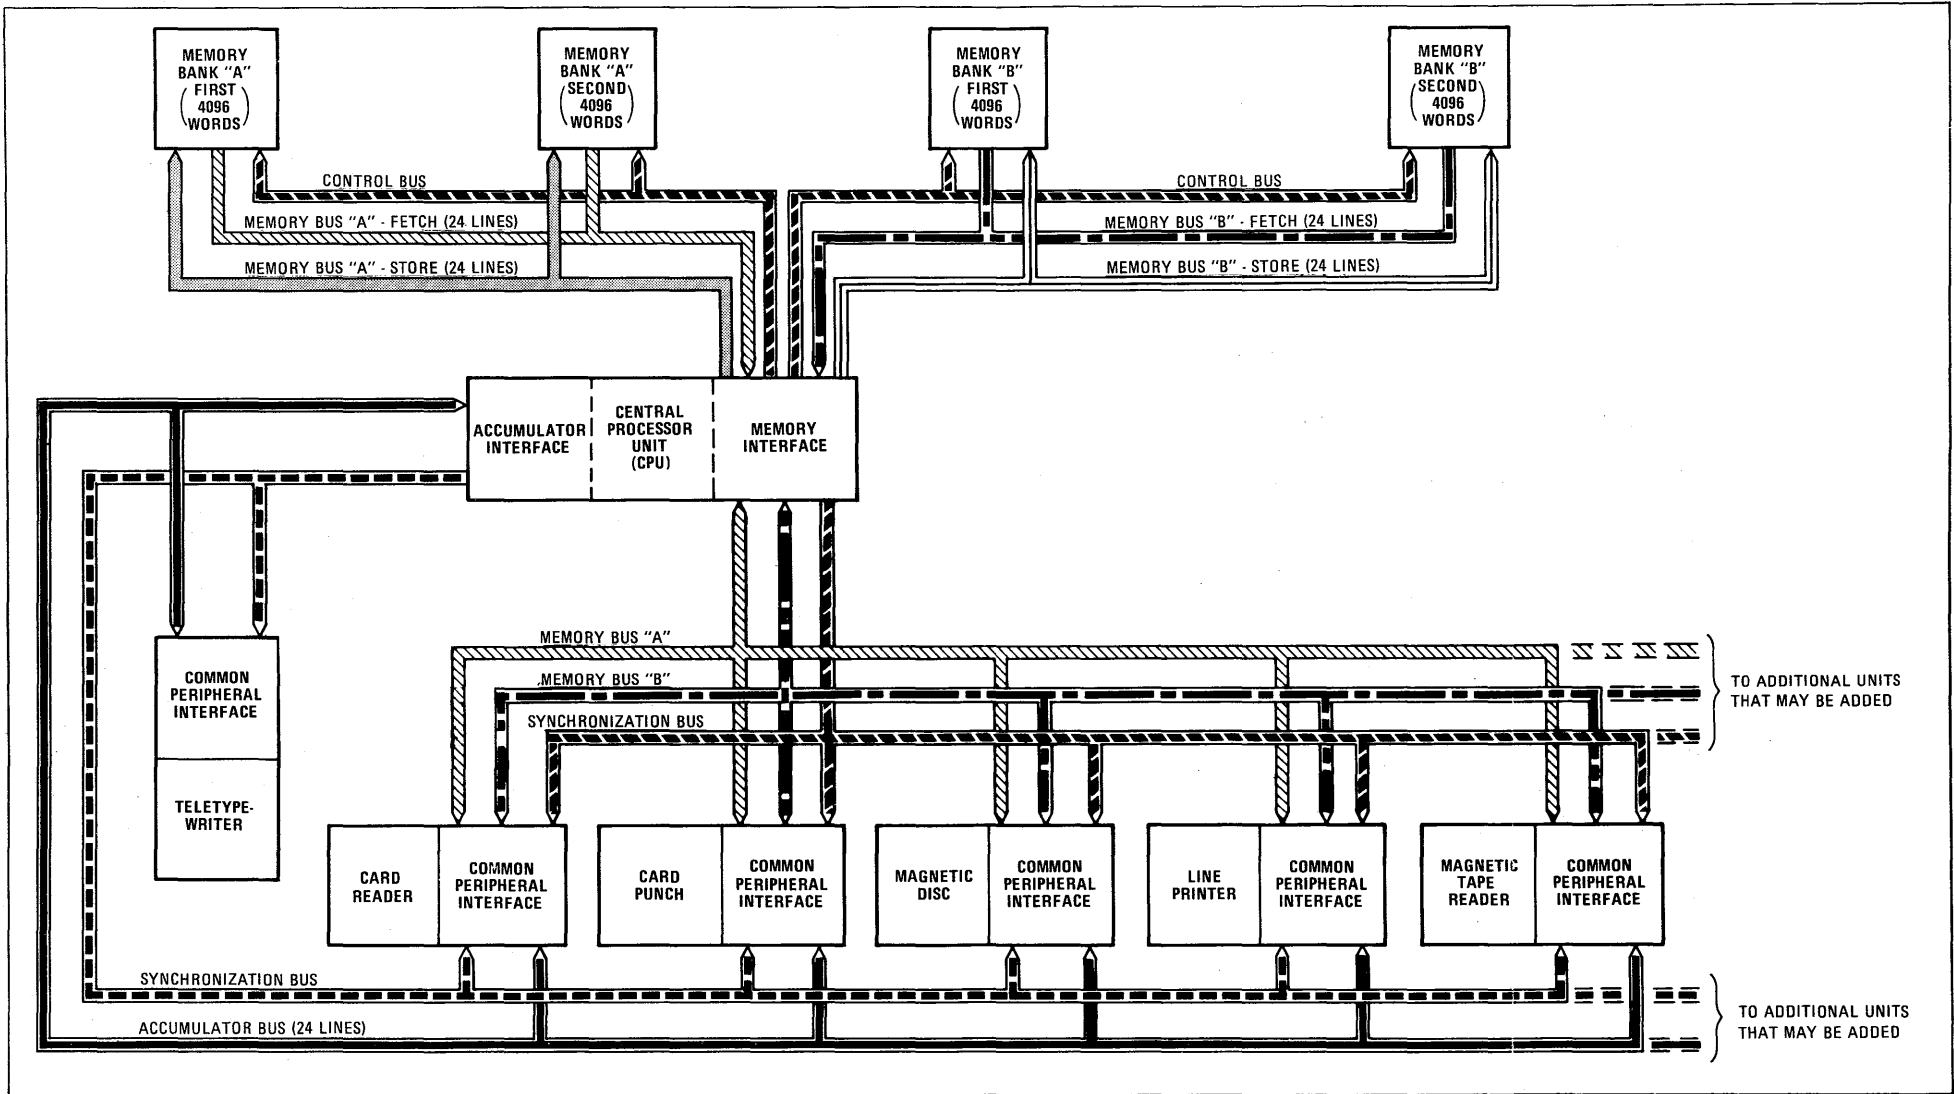 MEMORY
BANK "A"
FIRST
4096
WORDS
MEMORY
BANK "A"
SECOND
4096
WORDS
MEMORY
BANK "B"
FIRST
4096
WORDS
MEMORY
BANK "B"
SECOND
4096
WORDS
CONTROL BUS
CONTROL BUS
MEMORY BUS "A" - FETCH (24 LINES)
MEMORY BUS "B" - FETCH (24 LINES)
MEMORY BUS "A" - STORE (24 LINES)
MEMORY BUS "B" - STORE (24 LINES)
ACCUMULATOR
INTERFACE
CENTRAL
PROCESSOR
UNIT
(CPU)
MEMORY
INTERFACE
COMMON
PERIPHERAL
INTERFACE
TELETYPE-
WRITER
MEMORY BUS "A"
MEMORY BUS "B"
SYNCHRONIZATION BUS
TO ADDITIONAL UNITS
THAT MAY BE ADDED
CARD
READER
COMMON
PERIPHERAL
INTERFACE
CARD
PUNCH
COMMON
PERIPHERAL
INTERFACE
MAGNETIC
DISC
COMMON
PERIPHERAL
INTERFACE
LINE
PRINTER
COMMON
PERIPHERAL
INTERFACE
MAGNETIC
TAPE
READER
COMMON
PERIPHERAL
INTERFACE
SYNCHRONIZATION BUS
ACCUMULATOR BUS (24 LINES)
TO ADDITIONAL UNITS
THAT MAY BE ADDED